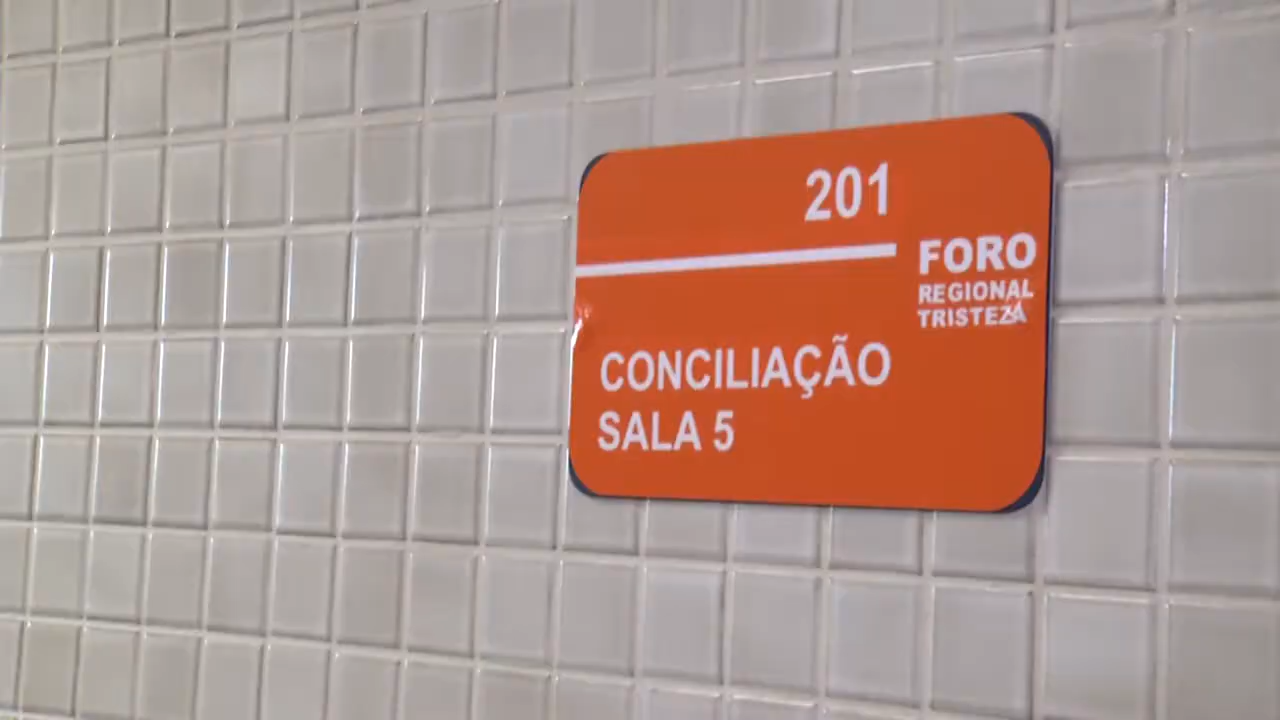 201
FORO
REGIONAL
TRISTEZA
CONCILIAÇÃO
SALA 5